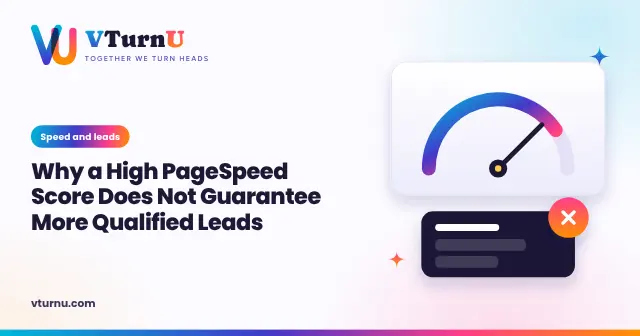 VTurnU
TOGETHER WE TURN HEADS
Speed and leads
Why a High PageSpeed
Score Does Not Guarantee
More Qualified Leads
vturnu.com